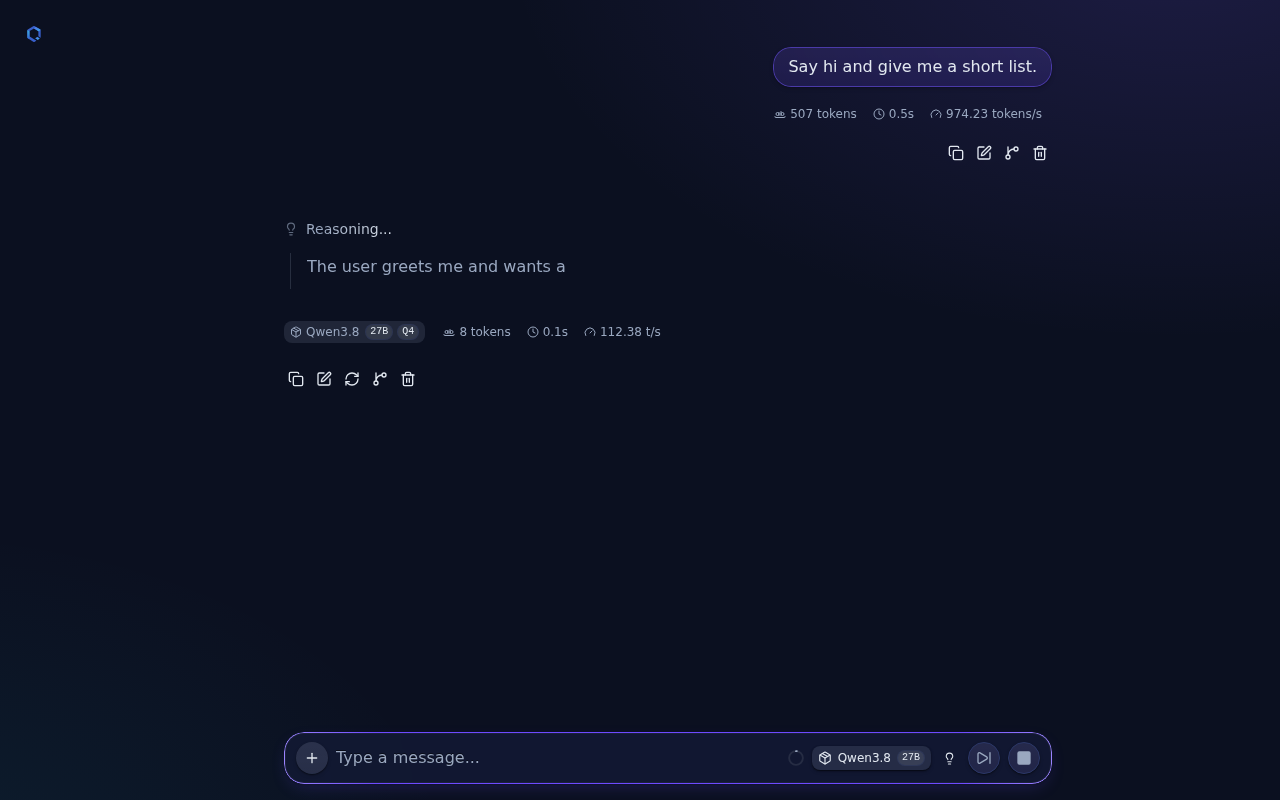 Say hi and give me a short list.
507 tokens 0.5s 974.23 tokens/s
Reasoning...
The user greets me and wants a
Qwen3.8 27B Q4 8 tokens 0.1s 112.38 t/s
Type a message... Qwen3.8 27B